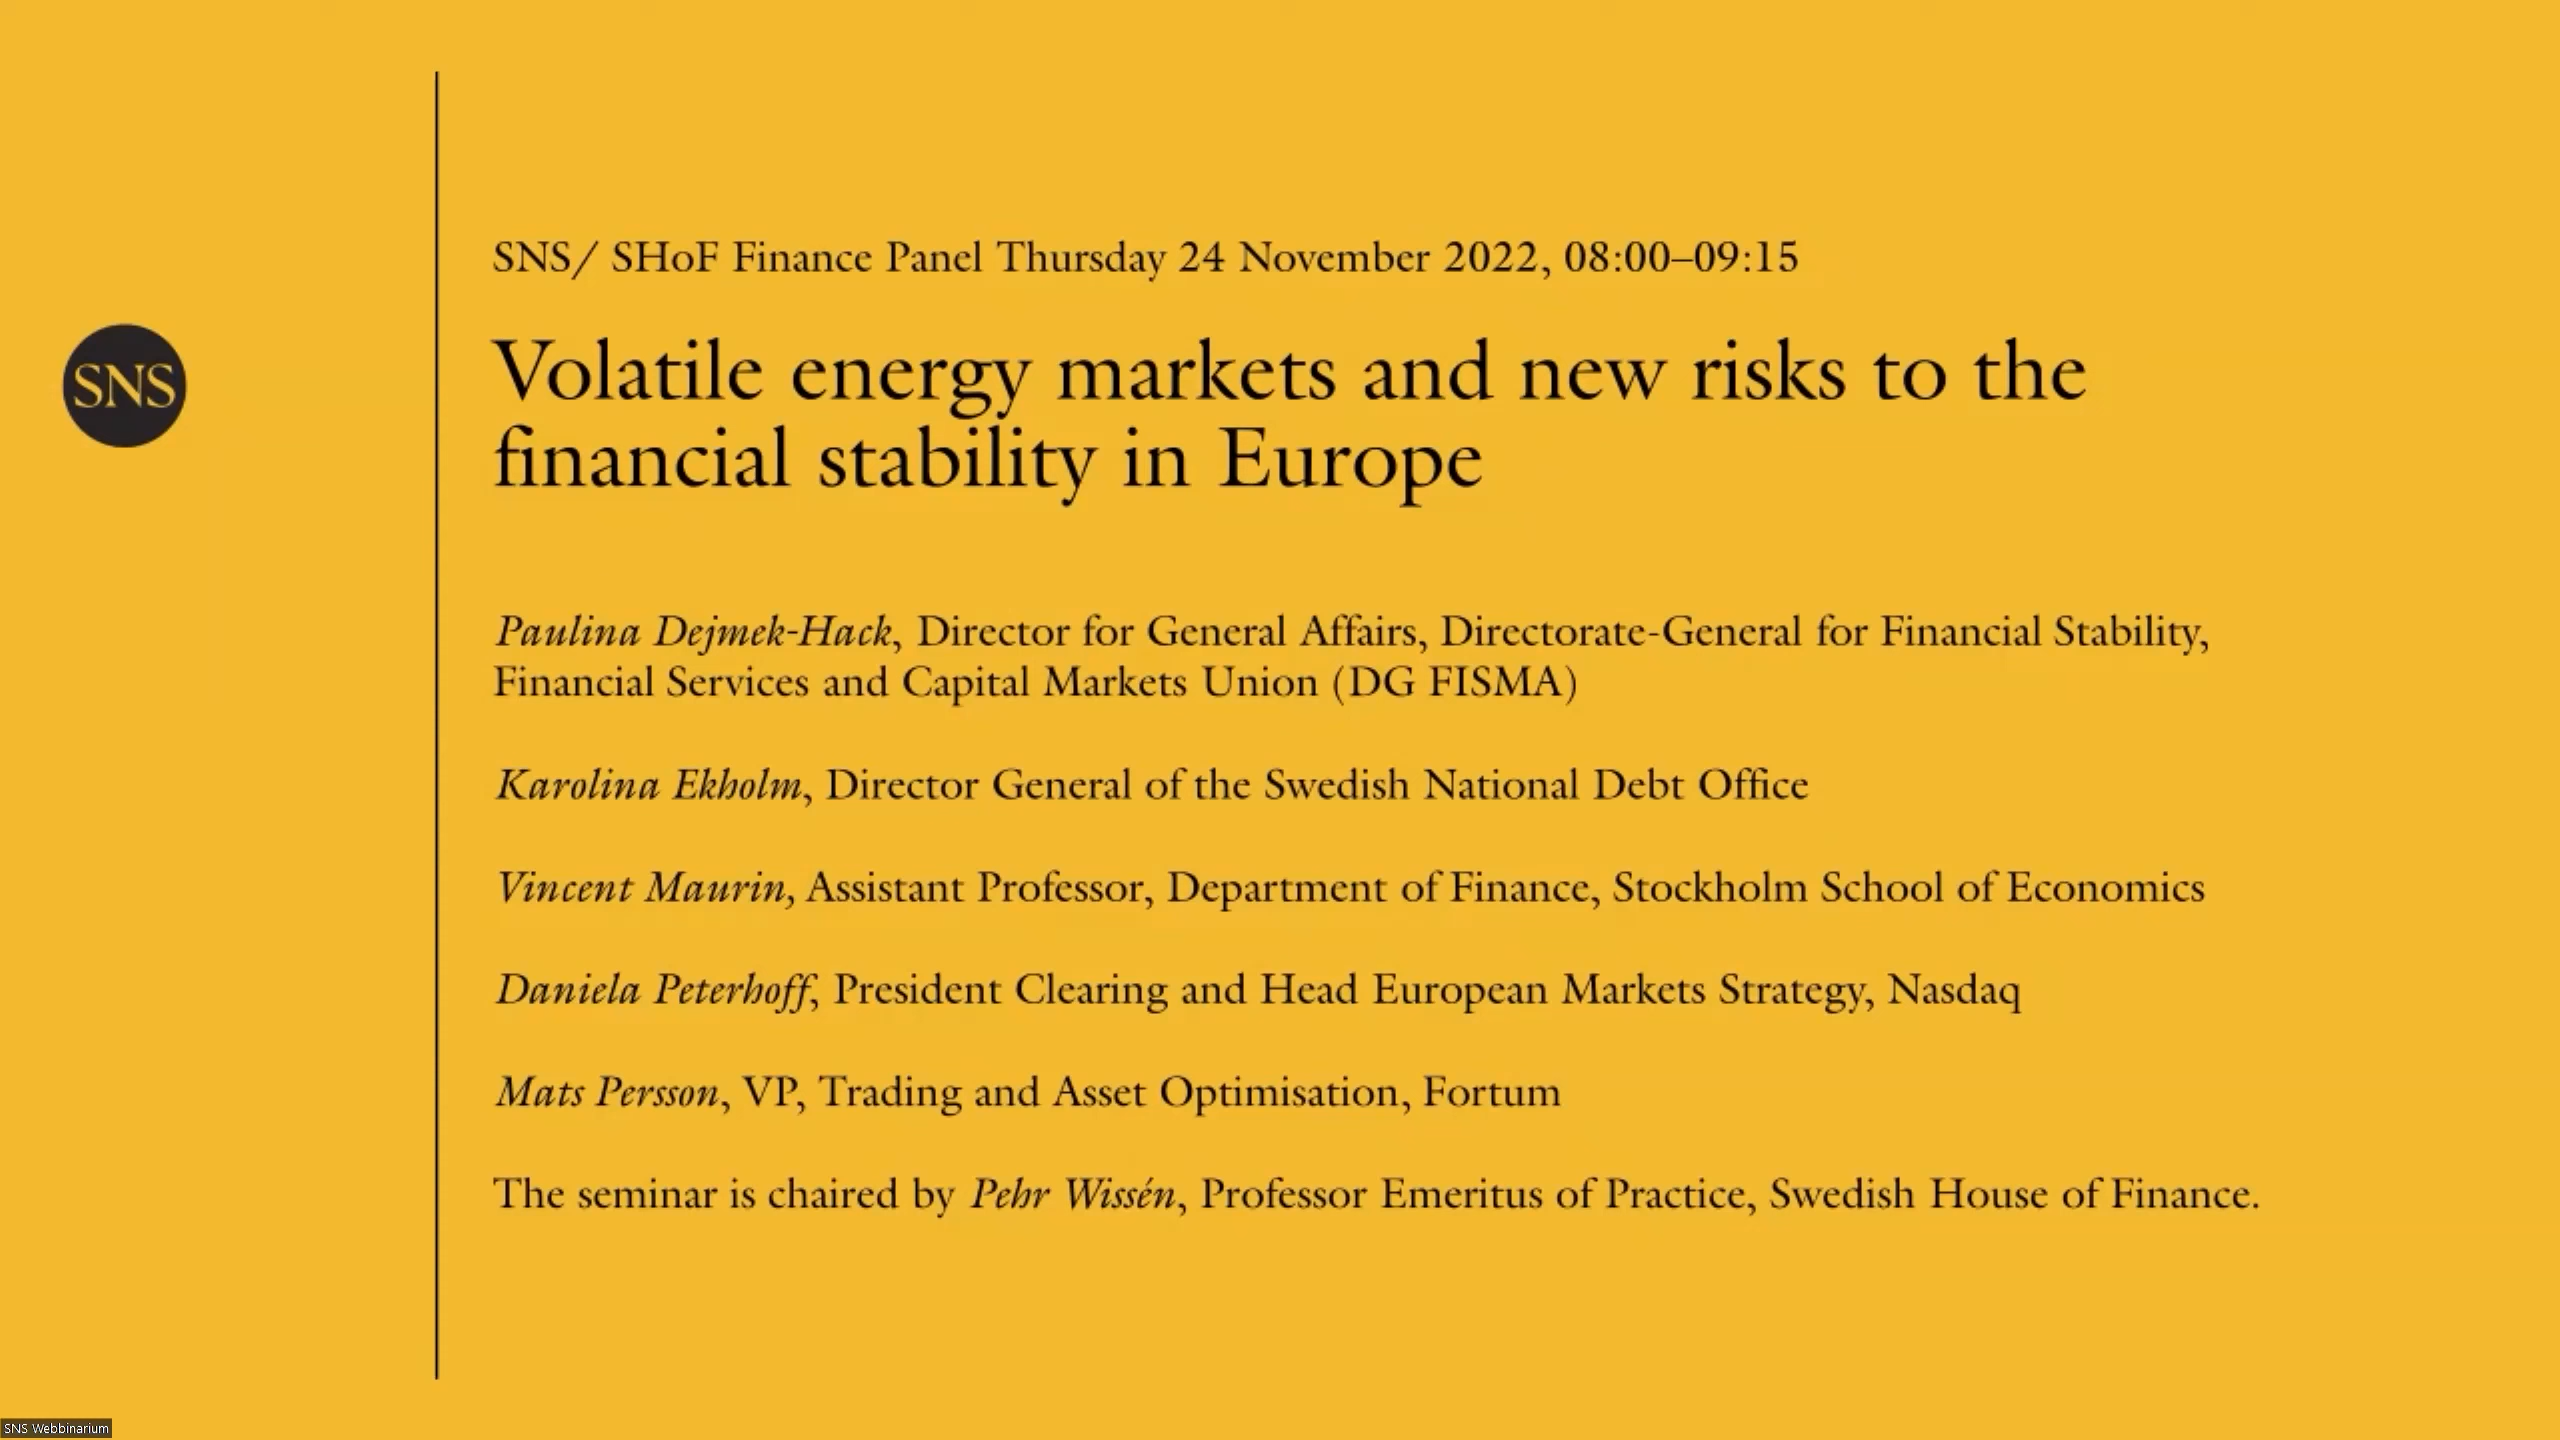 SNS/ SHoF Finance Panel Thursday 24 November 2022, 08:00–09:15
SNS
Volatile energy markets and new risks to the
financial stability in Europe
Paulina Dejmek-Hack, Director for General Affairs, Directorate-General for Financial Stability,
Financial Services and Capital Markets Union (DG FISMA)
Karolina Ekholm, Director General of the Swedish National Debt Office
Vincent Maurin, Assistant Professor, Department of Finance, Stockholm School of Economics
Daniela Peterhoff, President Clearing and Head European Markets Strategy, Nasdaq
Mats Persson, VP, Trading and Asset Optimisation, Fortum
The seminar is chaired by Pehr Wissén, Professor Emeritus of Practice, Swedish House of Finance.
SNS Webbinarium